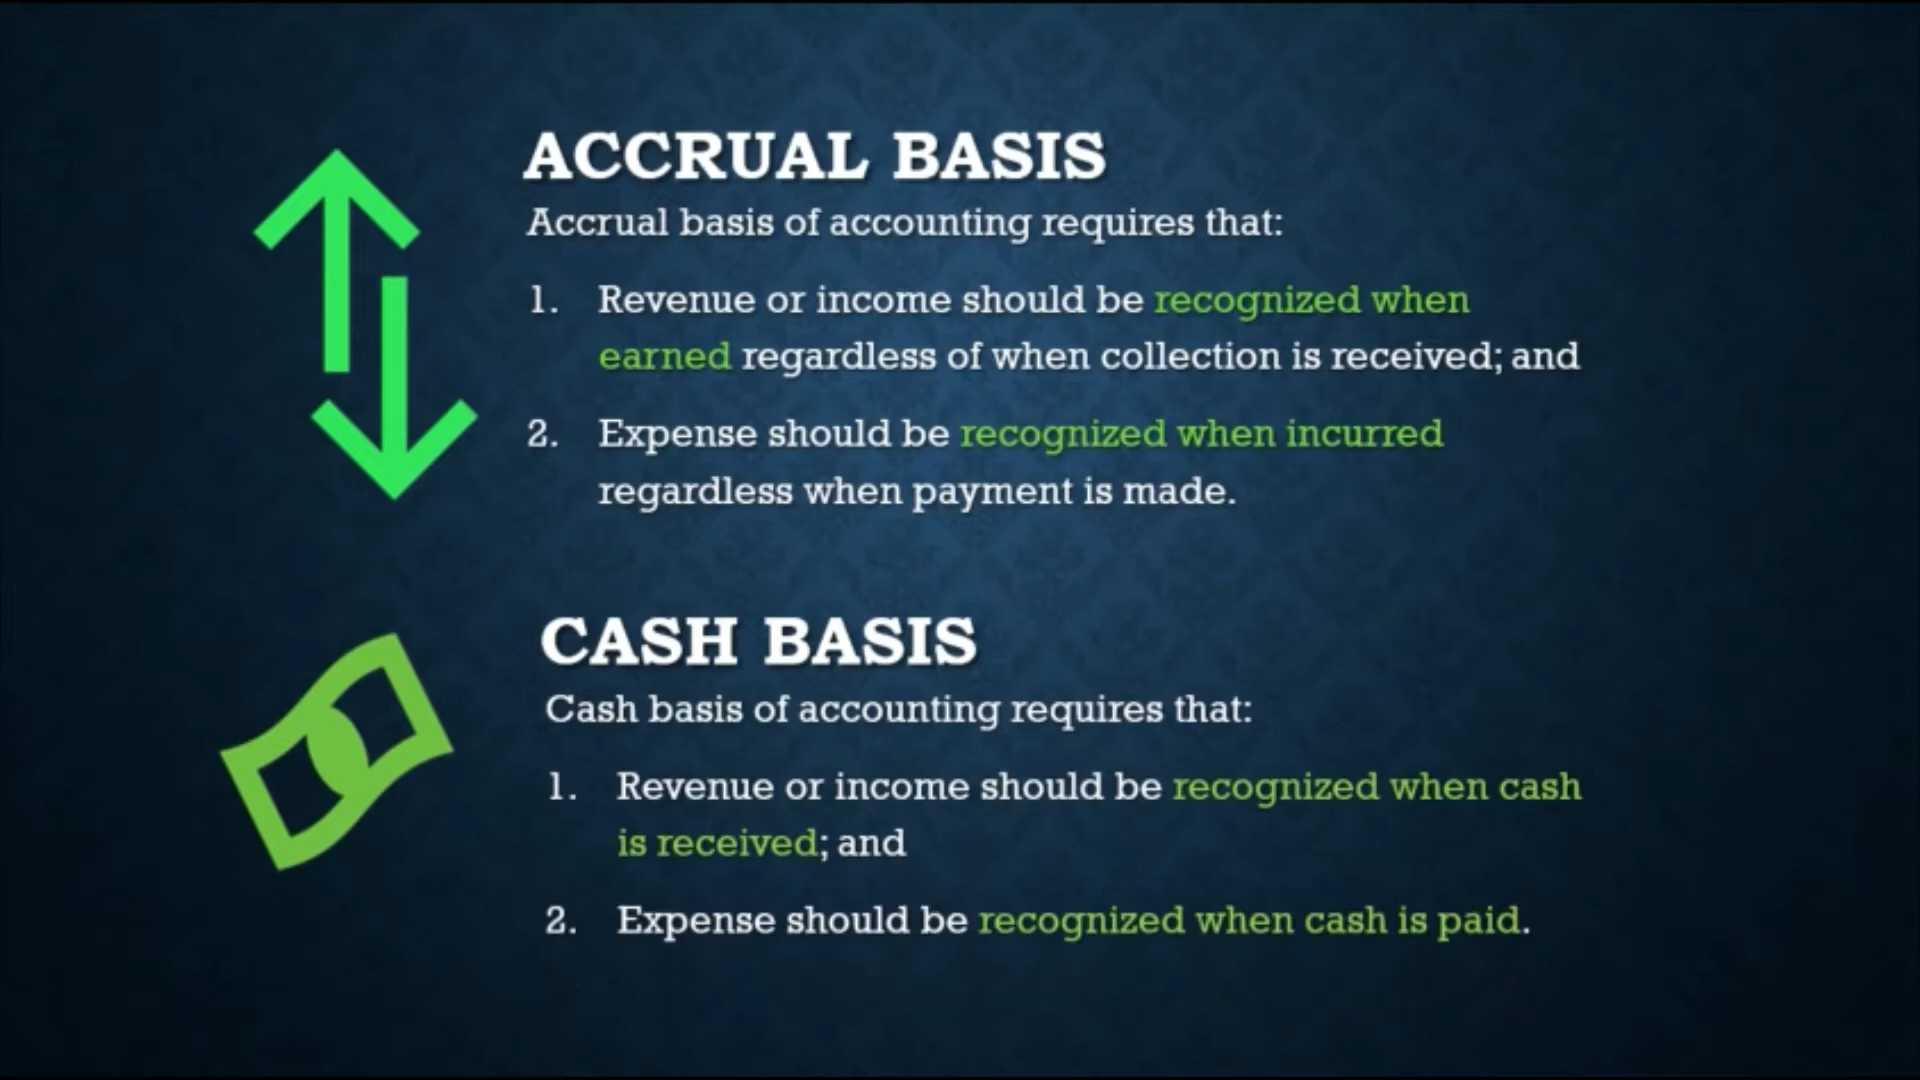 ACCRUAL BASIS
Accrual basis of accounting requires that:
1. Revenue or income should be recognized when
earned regardless of when collection is received; and
2. Expense should be recognized when incurred
regardless when payment is made.
CASH BASIS
Cash basis of accounting requires that:
1. Revenue or income should be recognized when cash
is received; and
2. Expense should be recognized when cash is paid.